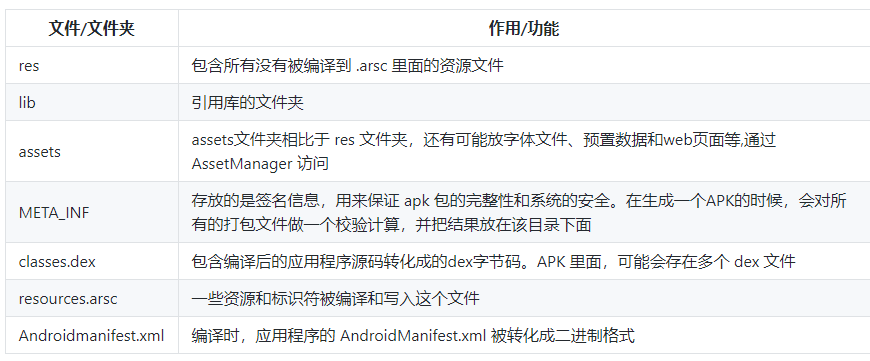 文件/文件夹 作用/功能
res 包含所有没有被编译到 .arsc 里面的资源文件
lib 引用库的文件夹
assets assets文件夹相比于 res 文件夹，还有可能放字体文件、预置数据和web页面等,通过
AssetManager 访问
META_INF 存放的是签名信息，用来保证 apk 包的完整性和系统的安全。在生成一个APK的时候，会对所
有的打包文件做一个校验计算，并把结果放在该目录下面
classes.dex 包含编译后的应用程序源码转化成的dex字节码。APK 里面，可能会存在多个 dex 文件
resources.arsc 一些资源和标识符被编译和写入这个文件
Androidmanifest.xml 编译时，应用程序的 AndroidManifest.xml 被转化成二进制格式